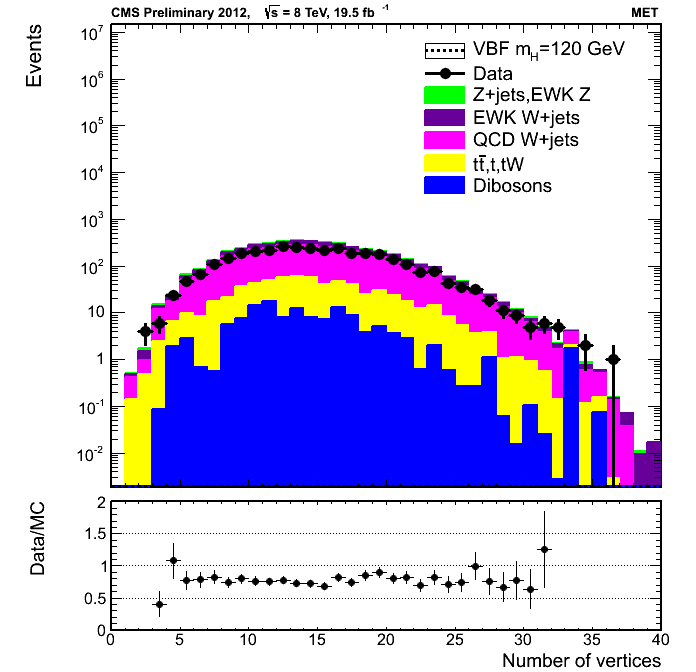 CMS Preliminary 2012, √s = 8 TeV, 19.5 fb⁻¹ MET
Events
10⁷
10⁶
10⁵
10⁴
10³
10²
10
1
10⁻¹
10⁻²
VBF m_H=120 GeV
Data
Z+jets,EWK Z
EWK W+jets
QCD W+jets
tt̄,t,tW
Dibosons
Data/MC
2
1.5
1
0.5
0
0 5 10 15 20 25 30 35 40
Number of vertices